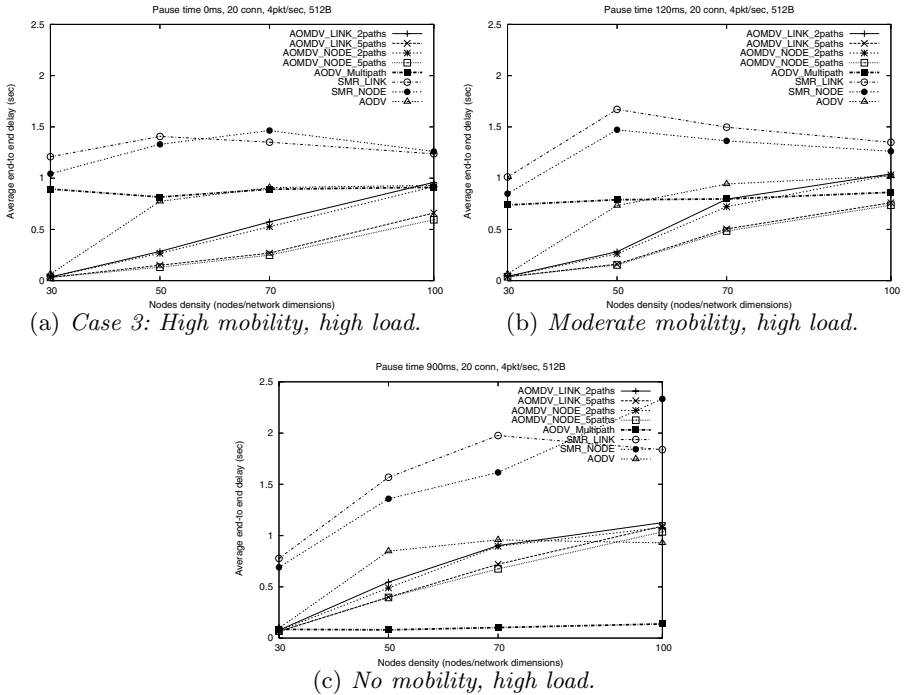 Pause time 0ms, 20 conn, 4pkt/sec, 512B
2.5
2
1.5
1
0.5
0
Average end-to end delay (sec)
AOMDV_LINK_2paths
AOMDV_LINK_5paths
AOMDV_NODE_2paths
AOMDV_NODE_5paths
AODV_Multipath
SMR_LINK
SMR_NODE
AODV
30 50 70 100
Nodes density (nodes/network dimensions)
(a) Case 3: High mobility, high load.
Pause time 120ms, 20 conn, 4pkt/sec, 512B
2.5
2
1.5
1
0.5
0
Average end-to end delay (sec)
AOMDV_LINK_2paths
AOMDV_LINK_5paths
AOMDV_NODE_2paths
AOMDV_NODE_5paths
AODV_Multipath
SMR_LINK
SMR_NODE
AODV
30 50 70 100
Nodes density (nodes/network dimensions)
(b) Moderate mobility, high load.
Pause time 900ms, 20 conn, 4pkt/sec, 512B
2.5
2
1.5
1
0.5
0
Average end-to end delay (sec)
AOMDV_LINK_2paths
AOMDV_LINK_5paths
AOMDV_NODE_2paths
AOMDV_NODE_5paths
AODV_Multipath
SMR_LINK
SMR_NODE
AODV
30 50 70 100
Nodes density (nodes/network dimensions)
(c) No mobility, high load.